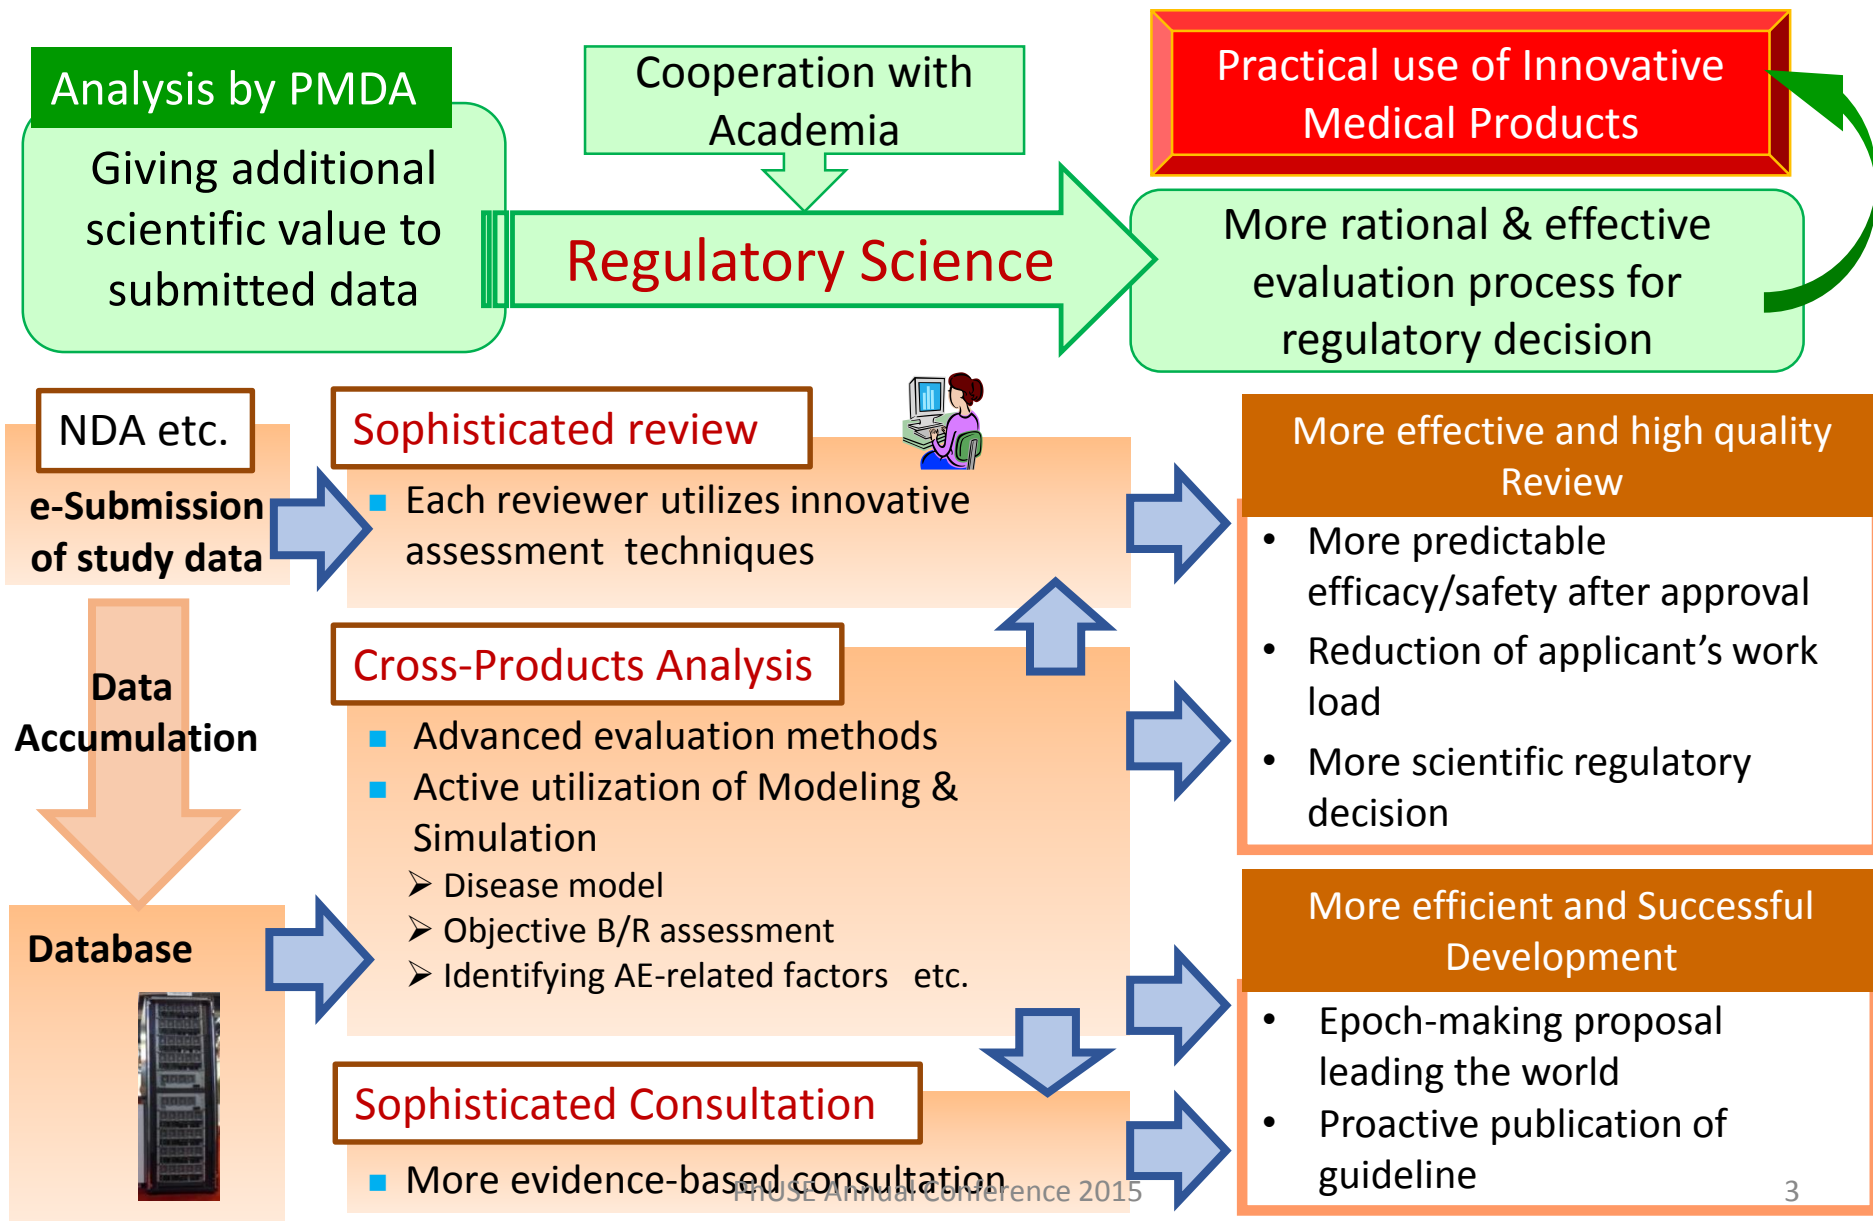 Analysis by PMDA
Giving additional
scientific value to
submitted data
Cooperation with
Academia
Regulatory Science
Practical use of Innovative
Medical Products
More rational & effective
evaluation process for
regulatory decision
NDA etc.
e-Submission
of study data
Data
Accumulation
Database
Sophisticated review
Each reviewer utilizes innovative
assessment techniques
Cross-Products Analysis
Advanced evaluation methods
Active utilization of Modeling &
Simulation
Disease model
Objective B/R assessment
Identifying AE-related factors etc.
Sophisticated Consultation
More evidence-based consultation
More effective and high quality
Review
More predictable
efficacy/safety after approval
Reduction of applicant's work
load
More scientific regulatory
decision
More efficient and Successful
Development
Epoch-making proposal
leading the world
Proactive publication of
guideline
PhUSE Annual Conference 2015
3